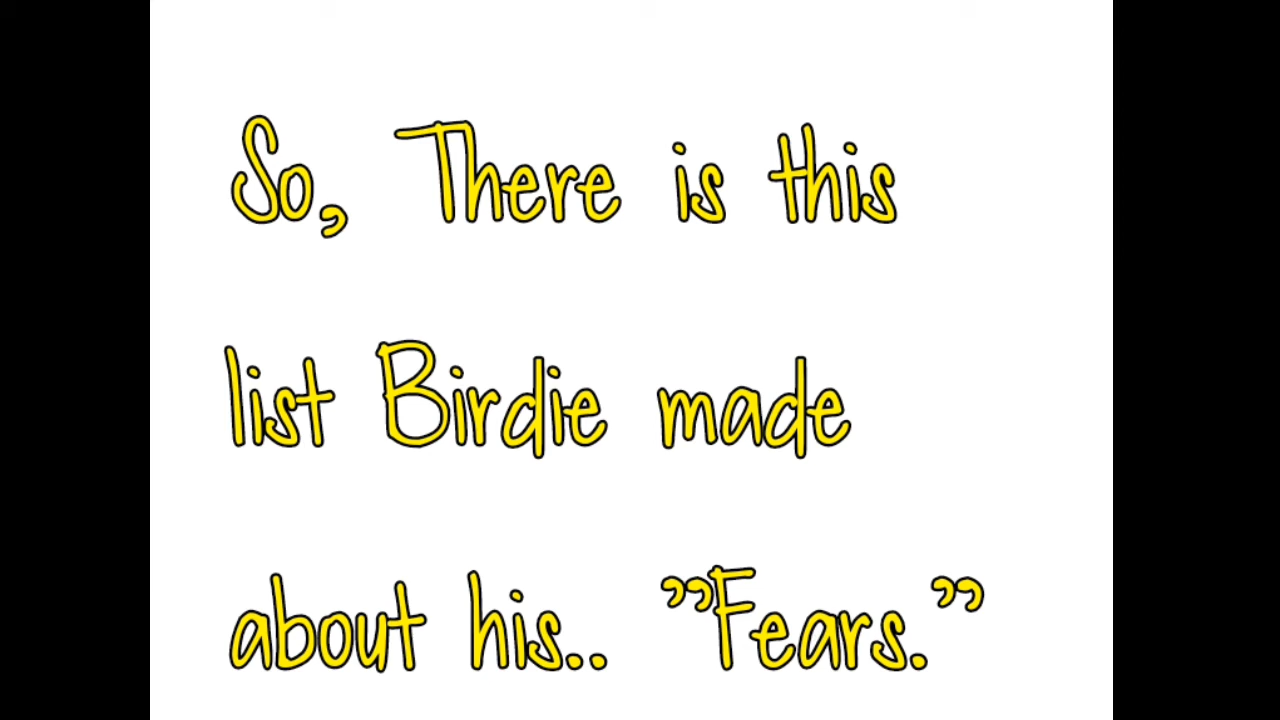 So, There is this
list Birdie made
about his.. ”Fears.”